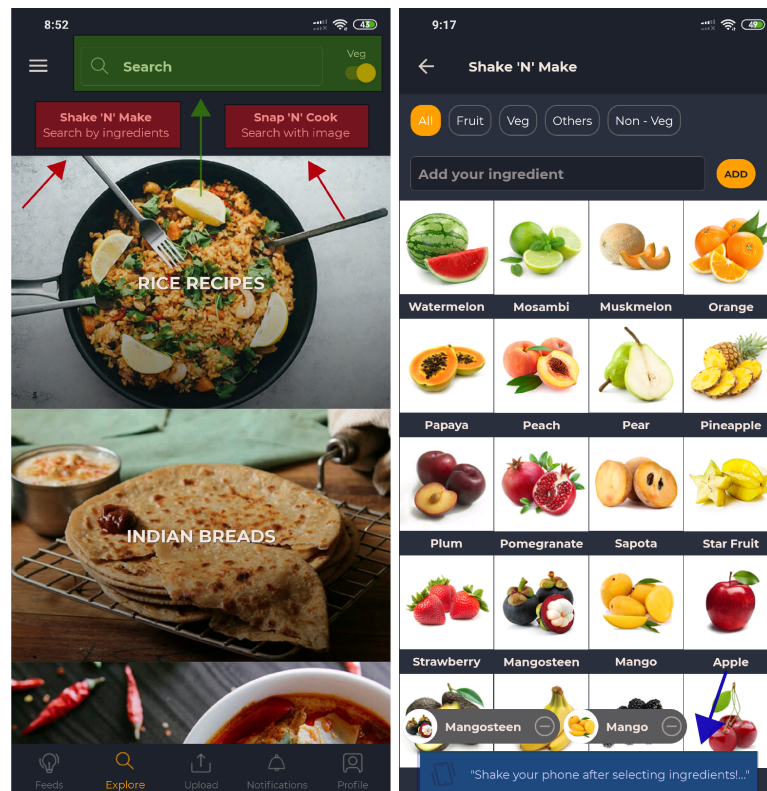 8:52
43
Search
Veg
Shake 'N' Make
Search by ingredients
Snap 'N' Cook
Search with image
RICE RECIPES
INDIAN BREADS
Feeds
Explore
Upload
Notifications
Profile
9:17
49
Shake 'N' Make
All
Fruit
Veg
Others
Non - Veg
Add your ingredient
ADD
Watermelon
Mosambi
Muskmelon
Orange
Papaya
Peach
Pear
Pineapple
Plum
Pomegranate
Sapota
Star Fruit
Strawberry
Mangosteen
Mango
Apple
Mangosteen
Mango
"Shake your phone after selecting ingredients!..."